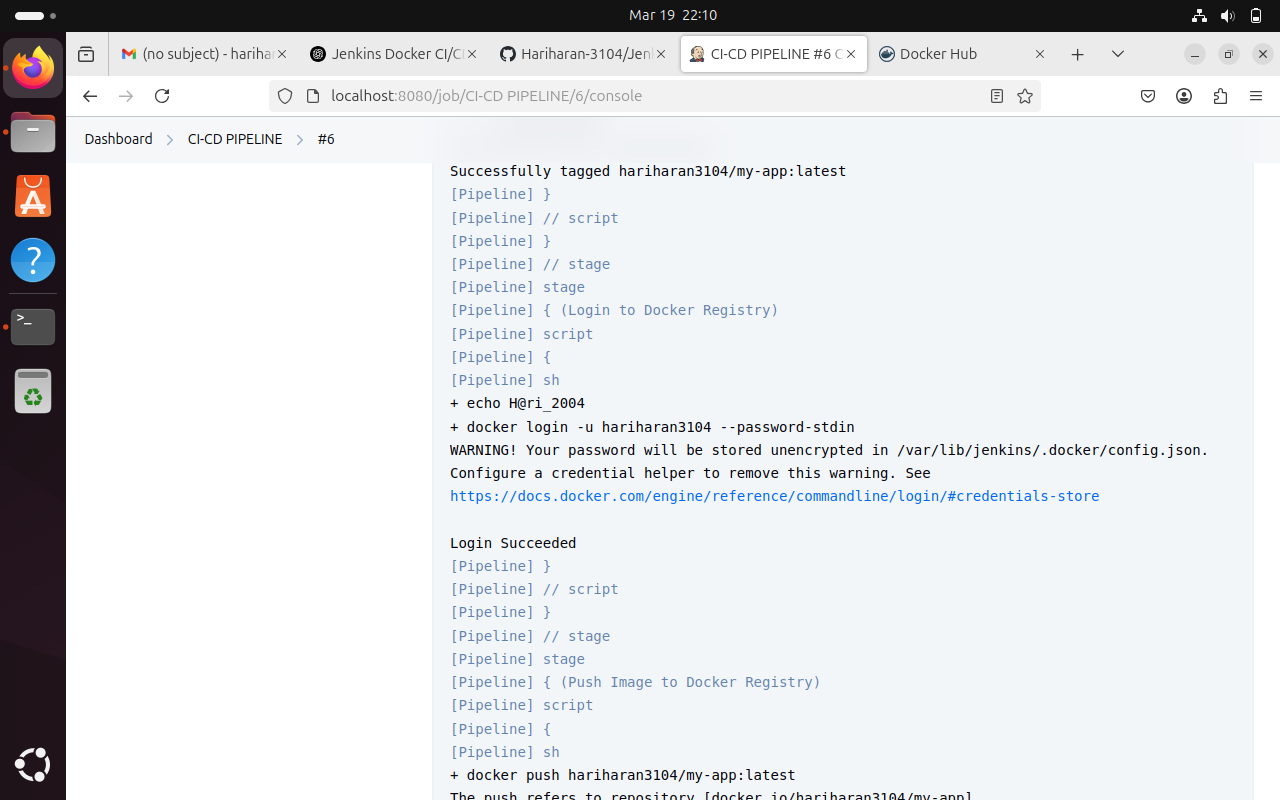 Mar 19 22:10
(no subject) - harihar
Jenkins Docker CI/C
Hariharan-3104/Jen
CI-CD PIPELINE #6 C
Docker Hub
localhost:8080/job/CI-CD PIPELINE/6/console
Dashboard
CI-CD PIPELINE
#6
Successfully tagged hariharan3104/my-app:latest
[Pipeline] }
[Pipeline] // script
[Pipeline] }
[Pipeline] // stage
[Pipeline] stage
[Pipeline] { (Login to Docker Registry)
[Pipeline] script
[Pipeline] {
[Pipeline] sh
+ echo H@ri_2004
+ docker login -u hariharan3104 --password-stdin
WARNING! Your password will be stored unencrypted in /var/lib/jenkins/.docker/config.json.
Configure a credential helper to remove this warning. See
https://docs.docker.com/engine/reference/commandline/login/#credentials-store
Login Succeeded
[Pipeline] }
[Pipeline] // script
[Pipeline] }
[Pipeline] // stage
[Pipeline] stage
[Pipeline] { (Push Image to Docker Registry)
[Pipeline] script
[Pipeline] {
[Pipeline] sh
+ docker push hariharan3104/my-app:latest
The push refers to repository [docker.io/hariharan3104/my-app]